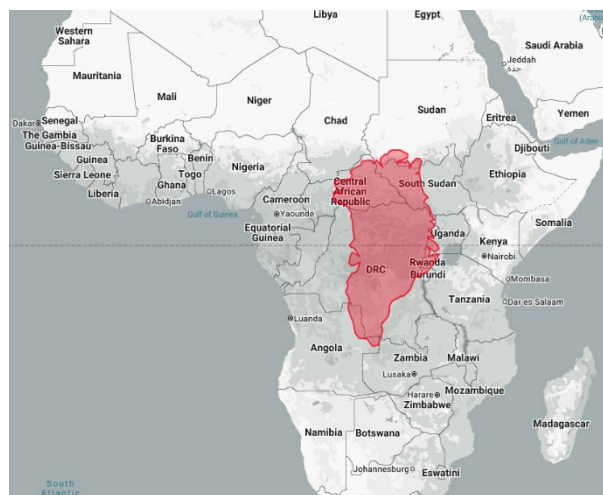 Libya
Egypt
(Arabi
Western
Sahara
Saudi Arabia
Jeddah
جدة
Mauritania
Mali
Niger
Chad
Sudan
Eritrea
Yemen
Dakar
Senegal
The Gambia
Guinea-Bissau
Burkina
Faso
Djibouti
Gulf of Aden
Guinea
Benin
Togo
Ghana
Nigeria
Sierra Leone
Liberia
Abidjan
Lagos
Gulf of Guinea
Cameroon
Yaoundé
Equatorial
Guinea
Central
African
Republic
South Sudan
Ethiopia
Somalia
Uganda
Kenya
Nairobi
DRC
Rwanda
Burundi
Mombasa
Tanzania
Dar es Salaam
Luanda
Angola
Zambia
Malawi
Lusaka
Harare
Mozambique
Zimbabwe
Namibia
Botswana
Madagascar
Johannesburg
Eswatini
South
Atlantic